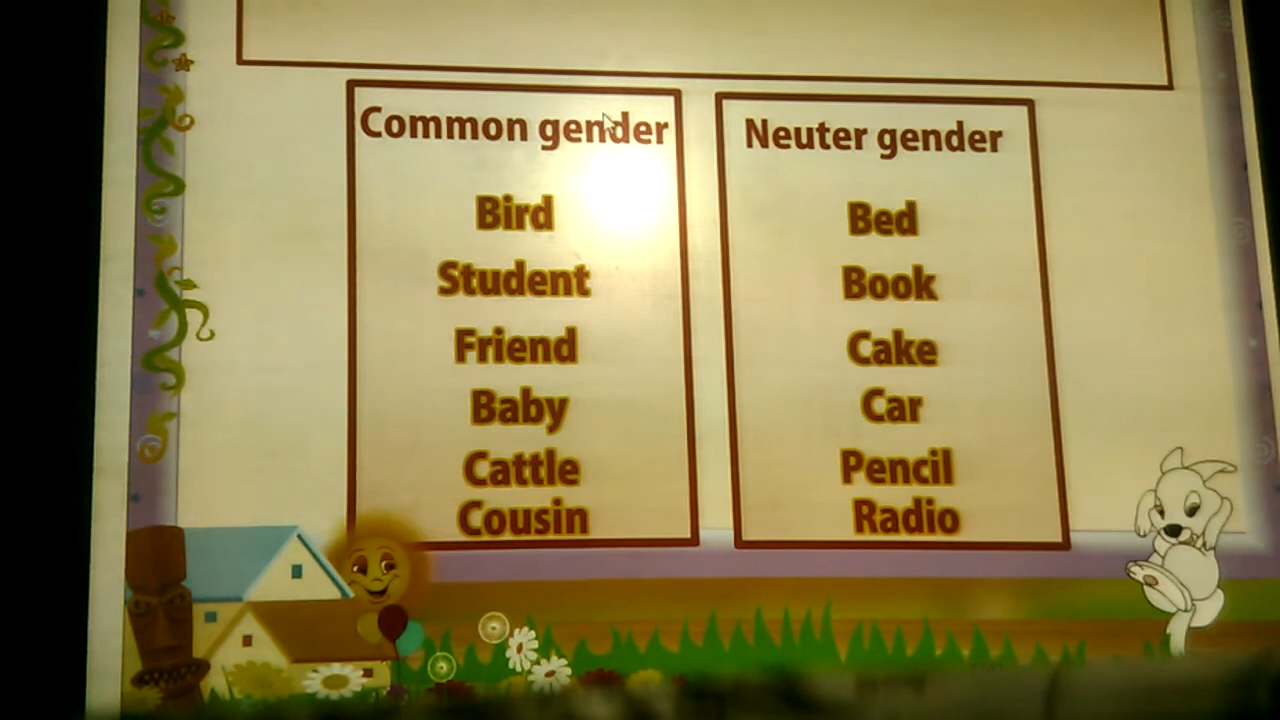 Common gender
Bird
Student
Friend
Baby
Cattle
Cousin
Neuter gender
Bed
Book
Cake
Car
Pencil
Radio